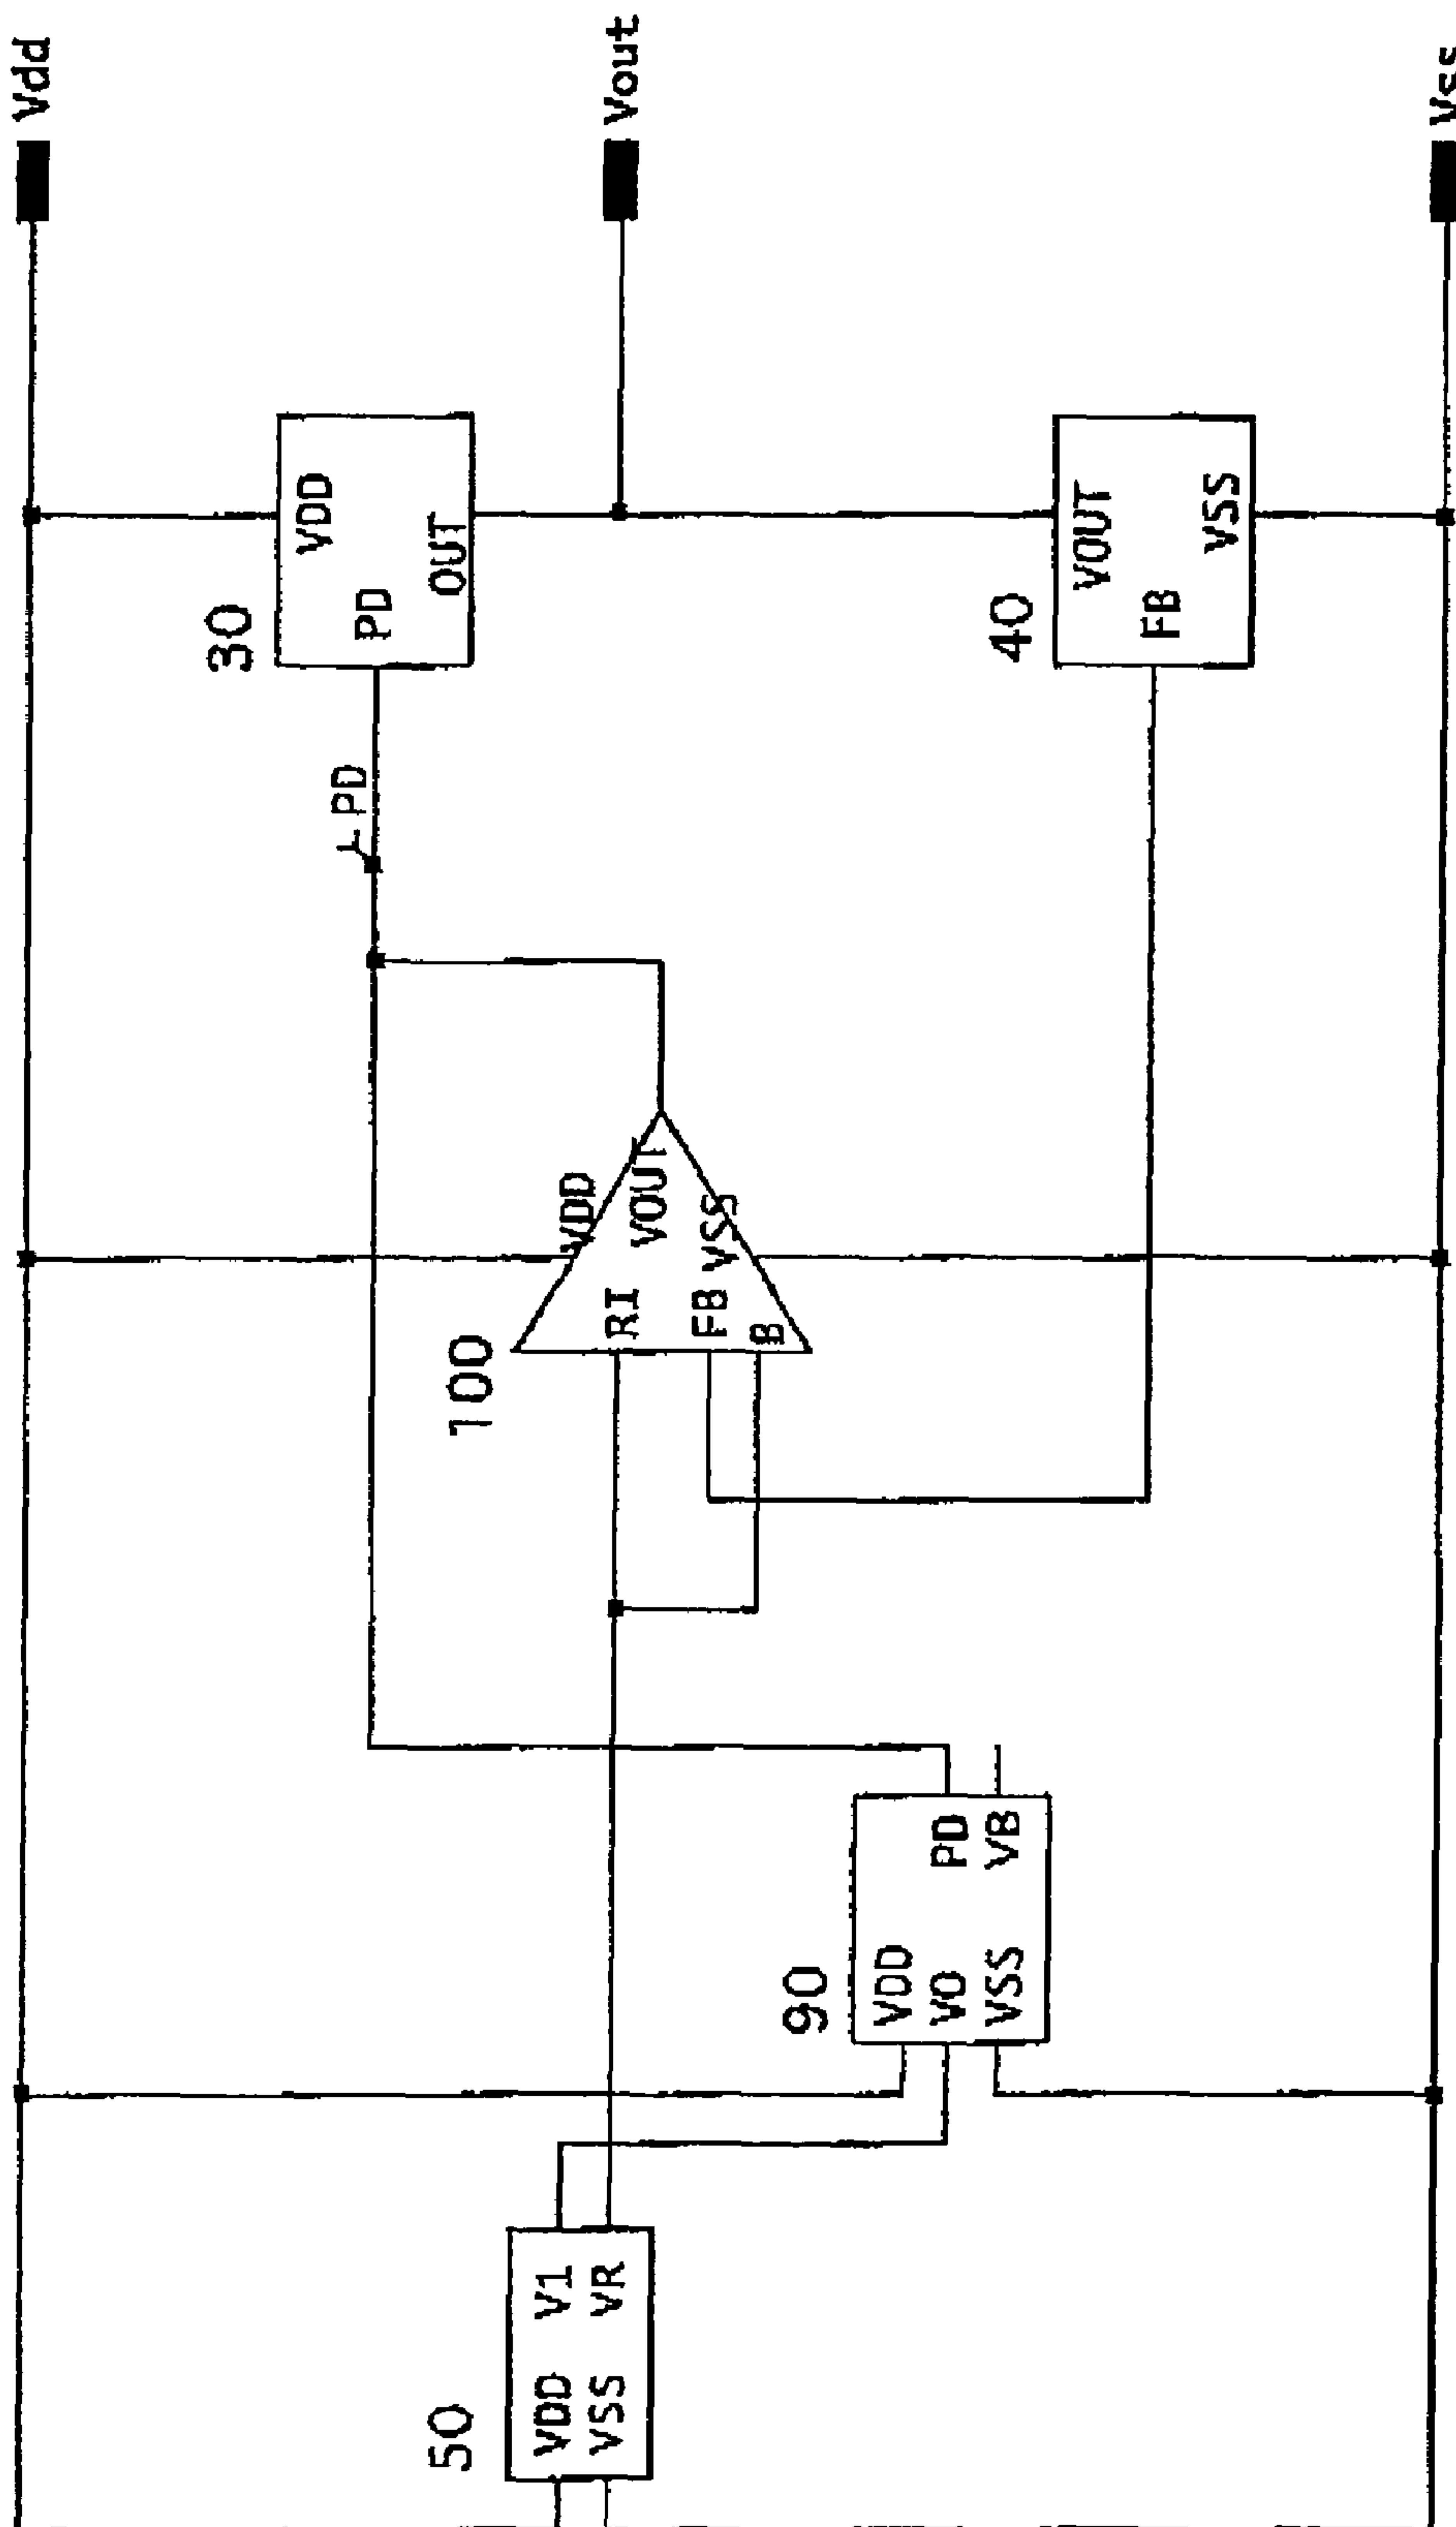 Vdd
30
VDD
PD
PD
OUT
50
VDD V1
VSS VR
100
VDD
RI
VOUT
FB VSS
B
Vout
90
VDD
VO PD
VSS VB
40
VOUT
FB
VSS
Vss